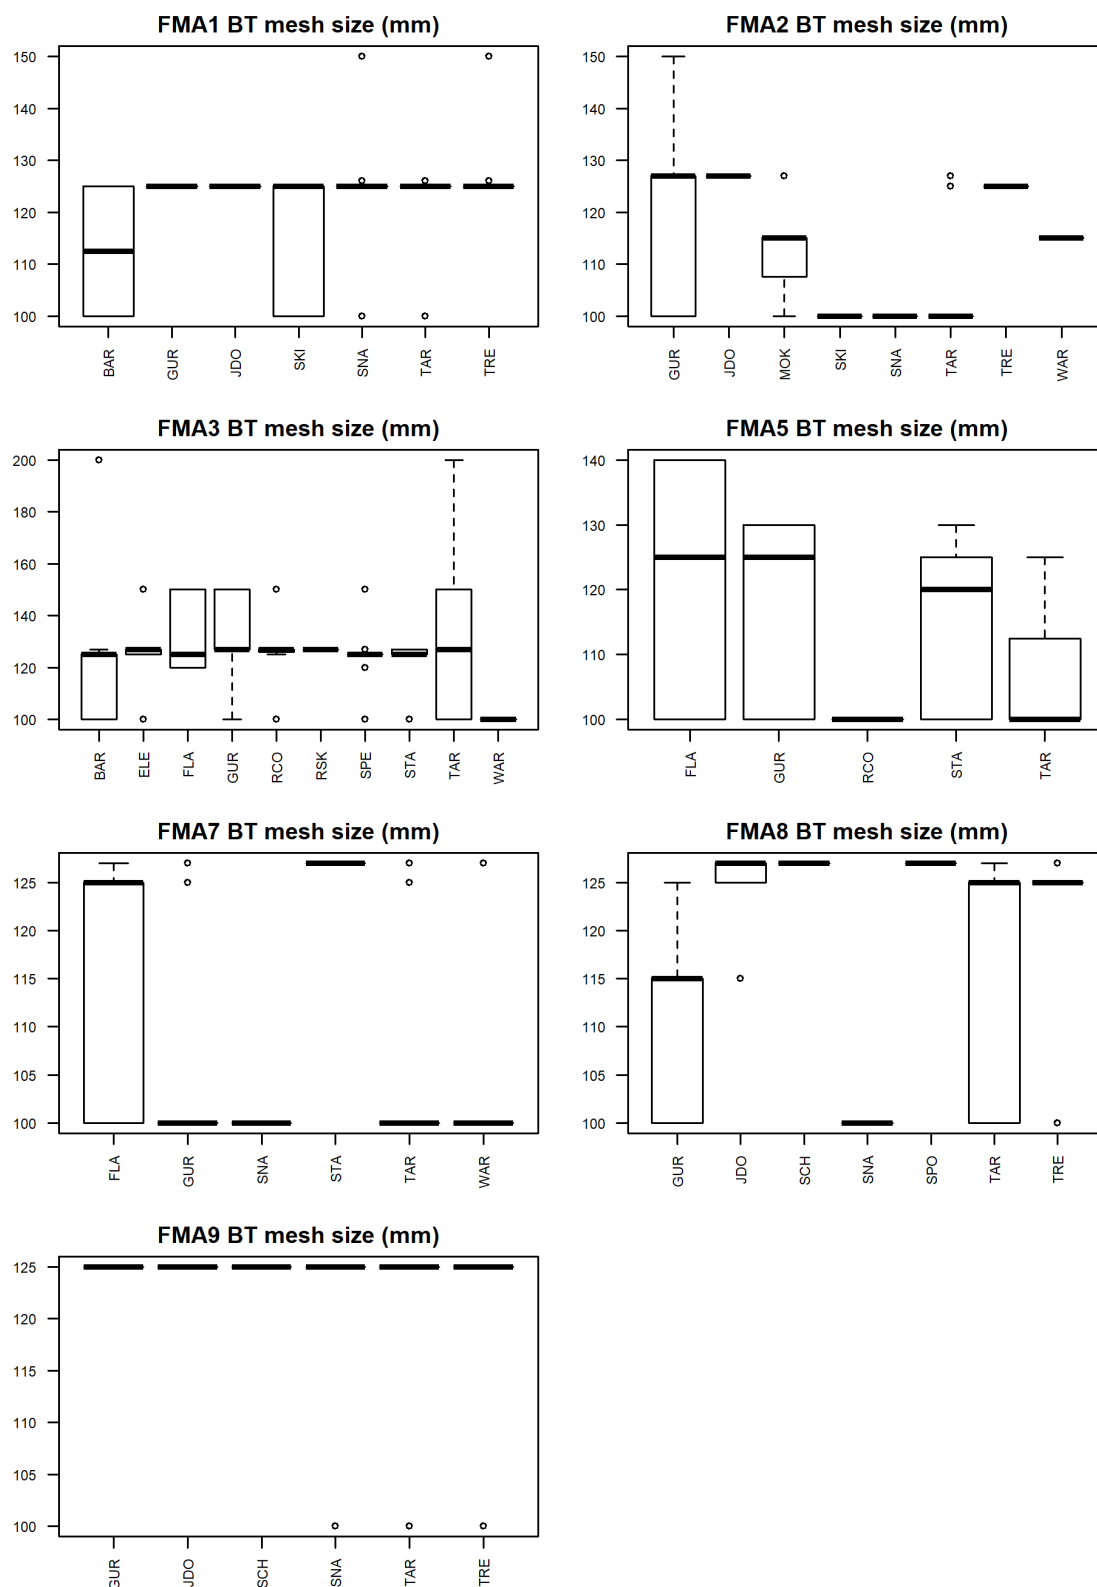 FMA1 BT mesh size (mm)
150
140
130
120
110
100
BAR GUR JDO SKI SNA TAR TRE
FMA2 BT mesh size (mm)
150
140
130
120
110
100
GUR JDO MOK SKI SNA TAR TRE WAR
FMA3 BT mesh size (mm)
200
180
160
140
120
100
BAR ELE FLA GUR RCO RSK SPE STA TAR WAR
FMA5 BT mesh size (mm)
140
130
120
110
100
FLA GUR RCO STA TAR
FMA7 BT mesh size (mm)
125
120
115
110
105
100
FLA GUR SNA STA TAR WAR
FMA8 BT mesh size (mm)
125
120
115
110
105
100
GUR JDO SCH SNA SPO TAR TRE
FMA9 BT mesh size (mm)
125
120
115
110
105
100
GUR JDO SCH SNA TAR TRE